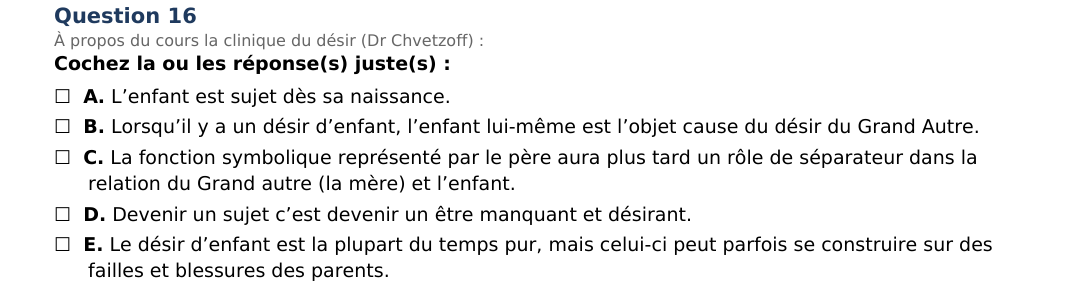 Question 16
À propos du cours la clinique du désir (Dr Chvetzoff) :
Cochez la ou les réponse(s) juste(s) :
☐ A. L’enfant est sujet dès sa naissance.
☐ B. Lorsqu’il y a un désir d’enfant, l’enfant lui-même est l’objet cause du désir du Grand Autre.
☐ C. La fonction symbolique représenté par le père aura plus tard un rôle de séparateur dans la
relation du Grand autre (la mère) et l’enfant.
☐ D. Devenir un sujet c’est devenir un être manquant et désirant.
☐ E. Le désir d’enfant est la plupart du temps pur, mais celui-ci peut parfois se construire sur des
failles et blessures des parents.